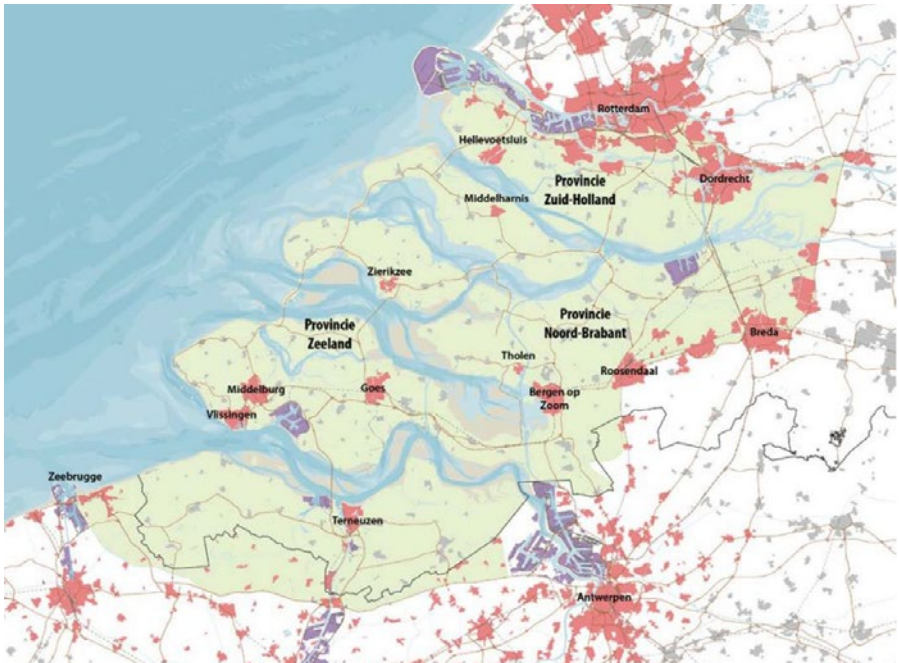 Rotterdam
Hellevoetsluis
Dordrecht
Provincie
Zuid-Holland
Middelharnis
Zierikzee
Provincie
Noord-Brabant
Provincie
Zeeland
Breda
Tholen
Roosendaal
Middelburg
Goes
Bergen op
Zoom
Vlissingen
Zeebrugge
Terneuzen
Antwerpen